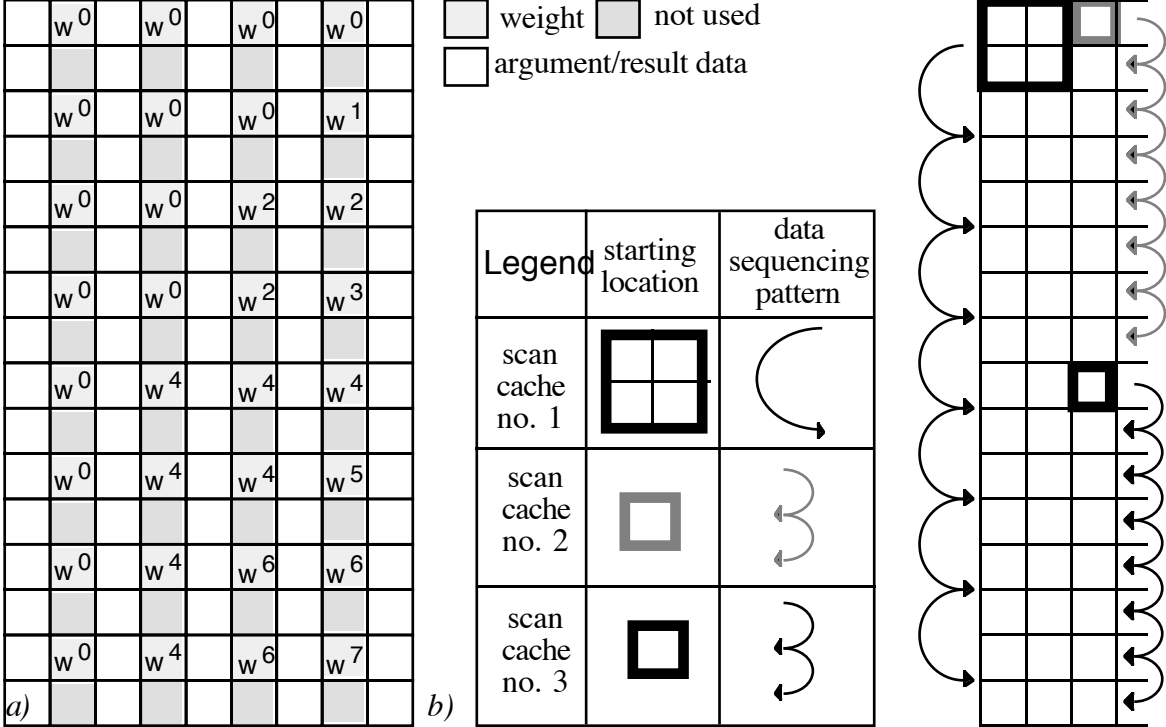 w0 w0 w0 w0
w0 w0 w0 w1
w0 w0 w2 w2
w0 w0 w2 w3
w0 w4 w4 w4
w0 w4 w4 w5
w0 w4 w6 w6
w0 w4 w6 w7
a)
weight
not used
argument/result data
Legend
starting
location
data
sequencing
pattern
scan
cache
no. 1
scan
cache
no. 2
scan
cache
no. 3
b)